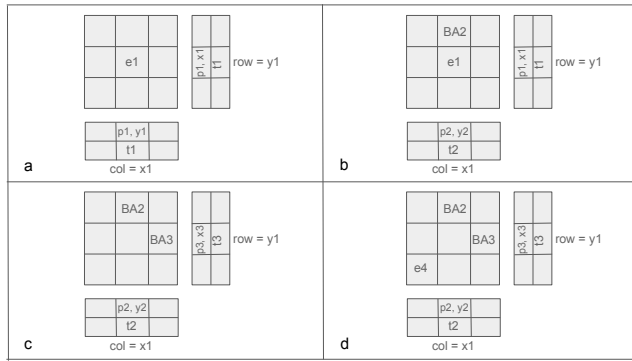 e1
p1, x1
t1
row = y1
p1, y1
t1
col = x1
a
BA2
e1
p1, x1
t1
row = y1
p2, y2
t2
col = x1
b
BA2
BA3
p3, x3
t3
row = y1
p2, y2
t2
col = x1
c
BA2
BA3
e4
p3, x3
t3
row = y1
p2, y2
t2
col = x1
d